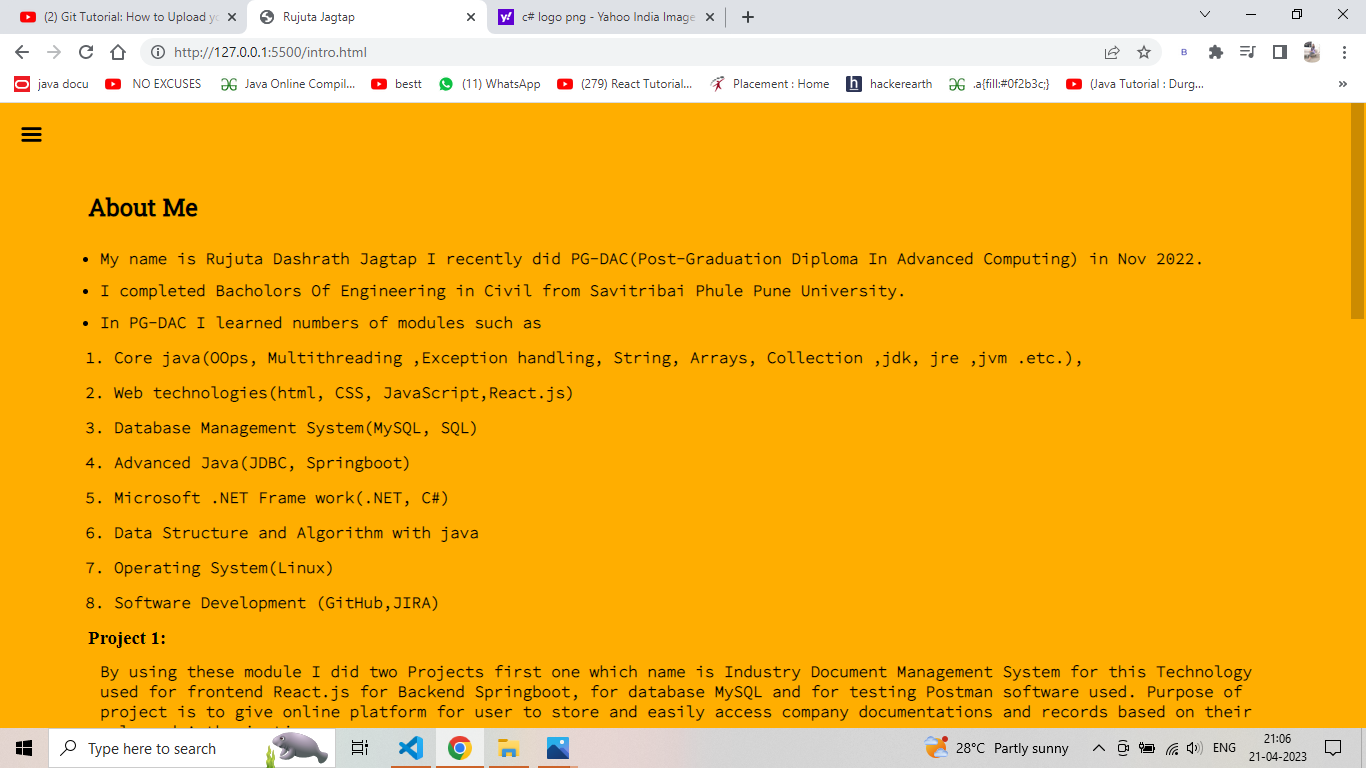 (2) Git Tutorial: How to Upload yo
Rujuta Jagtap
c# logo png - Yahoo India Image
http://127.0.0.1:5500/intro.html
java docu
NO EXCUSES
Java Online Compil...
bestt
(11) WhatsApp
(279) React Tutorial...
Placement : Home
hackerearth
.a{fill:#0f2b3c;}
(Java Tutorial : Durg...
About Me
• My name is Rujuta Dashrath Jagtap I recently did PG-DAC(Post-Graduation Diploma In Advanced Computing) in Nov 2022.
• I completed Bacholors Of Engineering in Civil from Savitribai Phule Pune University.
• In PG-DAC I learned numbers of modules such as
1. Core java(OOps, Multithreading ,Exception handling, String, Arrays, Collection ,jdk, jre ,jvm .etc.),
2. Web technologies(html, CSS, JavaScript,React.js)
3. Database Management System(MySQL, SQL)
4. Advanced Java(JDBC, Springboot)
5. Microsoft .NET Frame work(.NET, C#)
6. Data Structure and Algorithm with java
7. Operating System(Linux)
8. Software Development (GitHub,JIRA)
Project 1:
By using these module I did two Projects first one which name is Industry Document Management System for this Technology
used for frontend React.js for Backend Springboot, for database MySQL and for testing Postman software used. Purpose of
project is to give online platform for user to store and easily access company documentations and records based on their
Type here to search
28°C Partly sunny
ENG
21:06
21-04-2023